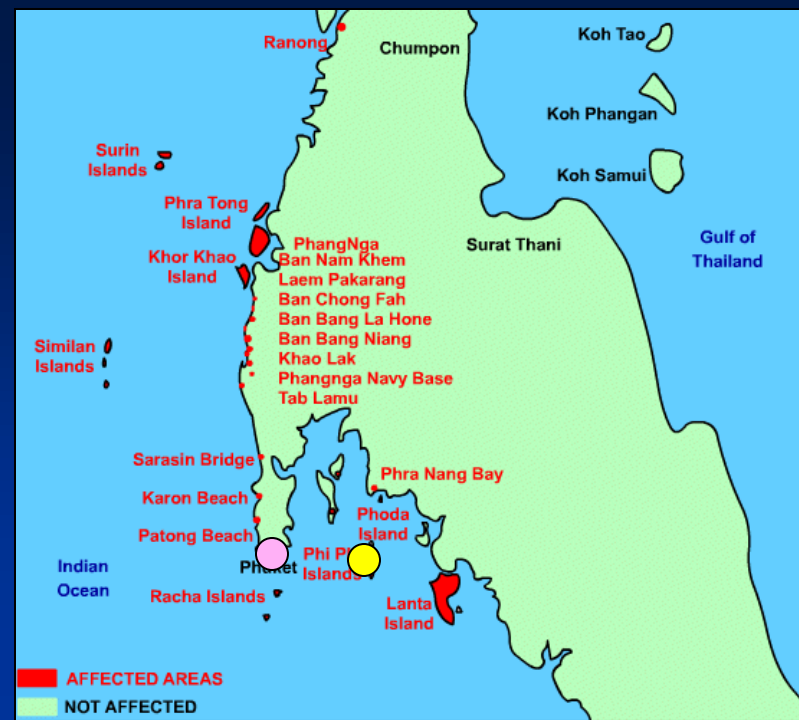 Ranong
Chumpon
Koh Tao
Koh Phangan
Koh Samui
Surin
Islands
Phra Tong
Island
Khor Khao
Island
PhangNga
Ban Nam Khem
Laem Pakarang
Ban Chong Fah
Ban Bang La Hone
Ban Bang Niang
Khao Lak
Phangnga Navy Base
Tab Lamu
Surat Thani
Gulf of
Thailand
Similan
Islands
Sarasin Bridge
Karon Beach
Patong Beach
Phra Nang Bay
Phoda
Island
Phi
Islands
Indian
Ocean
Racha Islands
Lanta
Island
AFFECTED AREAS
NOT AFFECTED